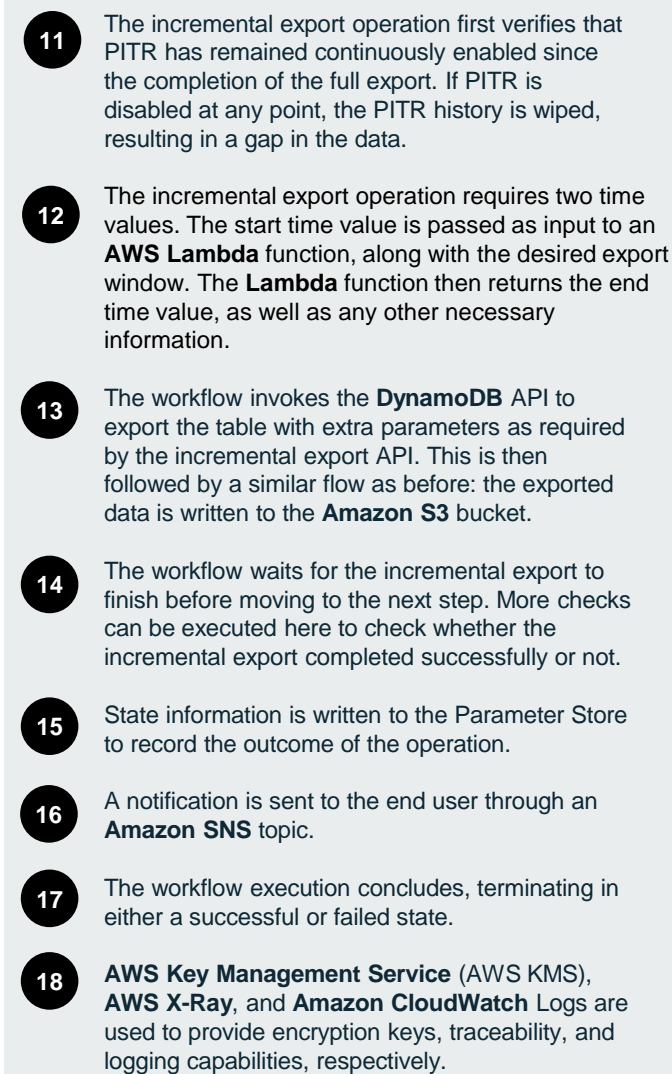 11
The incremental export operation first verifies that
PITR has remained continuously enabled since
the completion of the full export. If PITR is
disabled at any point, the PITR history is wiped,
resulting in a gap in the data.
12
The incremental export operation requires two time
values. The start time value is passed as input to an
AWS Lambda function, along with the desired export
window. The Lambda function then returns the end
time value, as well as any other necessary
information.
13
The workflow invokes the DynamoDB API to
export the table with extra parameters as required
by the incremental export API. This is then
followed by a similar flow as before: the exported
data is written to the Amazon S3 bucket.
14
The workflow waits for the incremental export to
finish before moving to the next step. More checks
can be executed here to check whether the
incremental export completed successfully or not.
15
State information is written to the Parameter Store
to record the outcome of the operation.
16
A notification is sent to the end user through an
Amazon SNS topic.
17
The workflow execution concludes, terminating in
either a successful or failed state.
18
AWS Key Management Service (AWS KMS),
AWS X-Ray, and Amazon CloudWatch Logs are
used to provide encryption keys, traceability, and
logging capabilities, respectively.